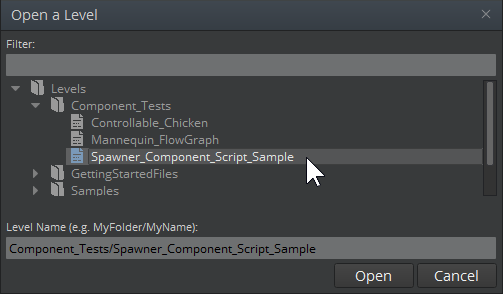 Open a Level
Filter:
Levels
Component_Tests
Controllable_Chicken
Mannequin_FlowGraph
Spawner_Component_Script_Sample
GettingStartedFiles
Samples
Level Name (e.g. MyFolder/MyName):
Component_Tests/Spawner_Component_Script_Sample
Open Cancel